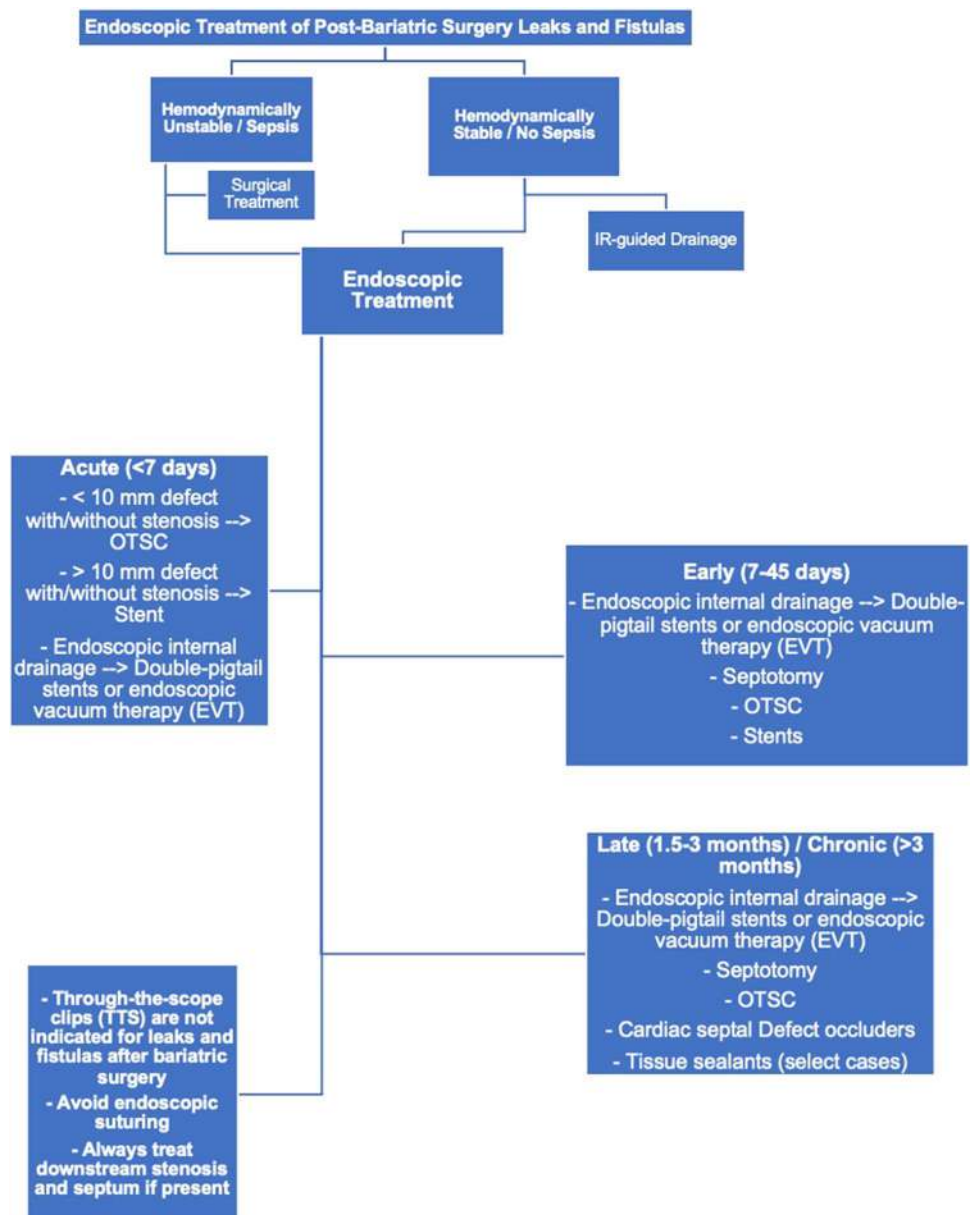 Endoscopic Treatment of Post-Bariatric Surgery Leaks and Fistulas
Hemodynamically
Unstable / Sepsis
Hemodynamically
Stable / No Sepsis
Surgical
Treatment
IR-guided Drainage
Endoscopic
Treatment
Acute (<7 days)
- < 10 mm defect
with/without stenosis -->
OTSC
- > 10 mm defect
with/without stenosis -->
Stent
- Endoscopic internal
drainage --> Double-pigtail
stents or endoscopic
vacuum therapy (EVT)
Early (7-45 days)
- Endoscopic internal drainage --> Double-
pigtail stents or endoscopic vacuum
therapy (EVT)
- Septotomy
- OTSC
- Stents
Late (1.5-3 months) / Chronic (>3
months)
- Endoscopic internal drainage -->
Double-pigtail stents or endoscopic
vacuum therapy (EVT)
- Septotomy
- OTSC
- Cardiac septal Defect occluders
- Tissue sealants (select cases)
- Through-the-scope
clips (TTS) are not
indicated for leaks and
fistulas after bariatric
surgery
- Avoid endoscopic
suturing
- Always treat
downstream stenosis
and septum if present